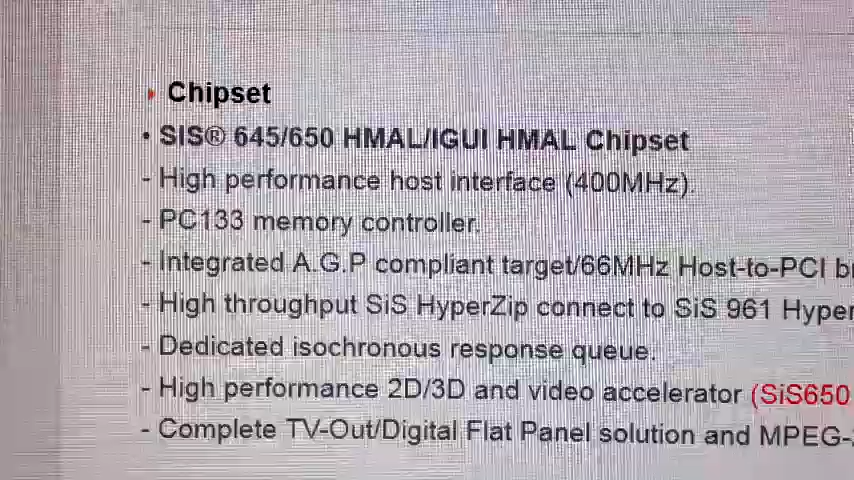 Chipset
• SIS® 645/650 HMAL/IGUI HMAL Chipset
- High performance host interface (400MHz).
- PC133 memory controller.
- Integrated A.G.P compliant target/66MHz Host-to-PCI
- High throughput SiS HyperZip connect to SiS 961
- Dedicated isochronous response queue.
- High performance 2D/3D and video accelerator (SiS650
- Complete TV-Out/Digital Flat Panel solution and